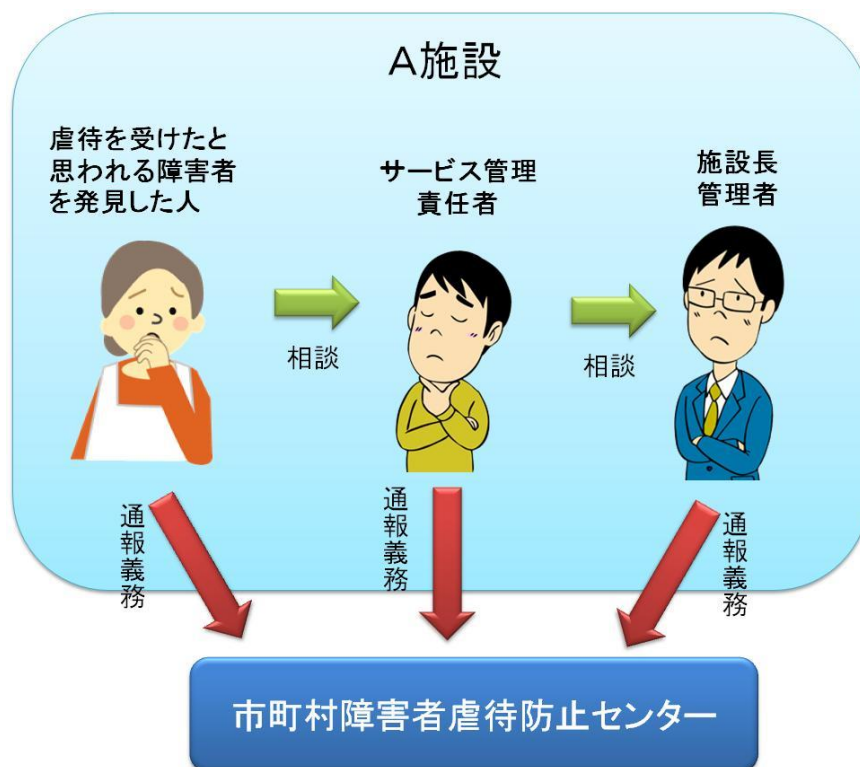 A施設
虐待を受けたと
思われる障害者
を発見した人
サービス管理
責任者
施設長
管理者
相談
相談
通報義務
通報義務
通報義務
市町村障害者虐待防止センター